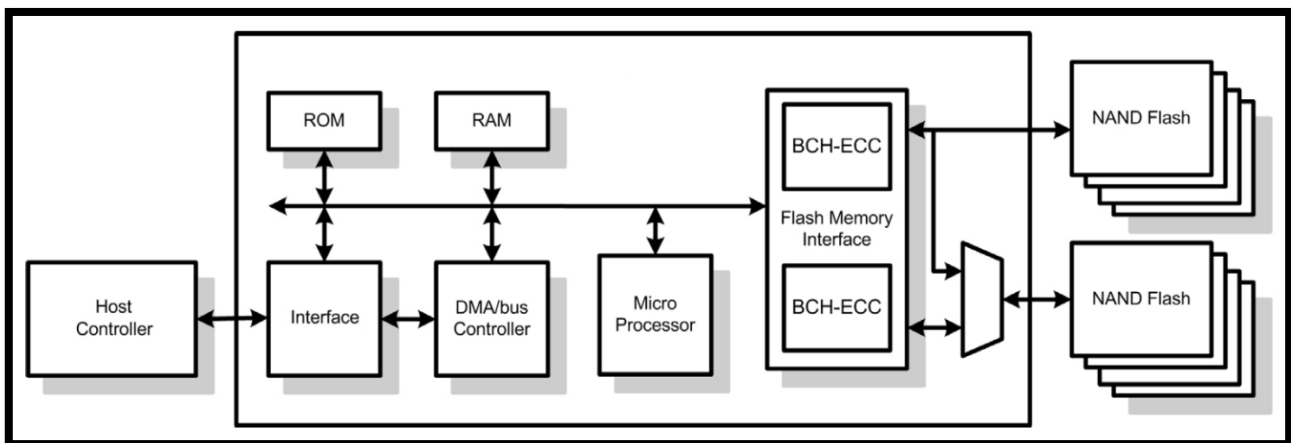 ROM
RAM
BCH-ECC
NAND Flash
Flash Memory
Interface
Host
Controller
Interface
DMA/bus
Controller
Micro
Processor
BCH-ECC
NAND Flash